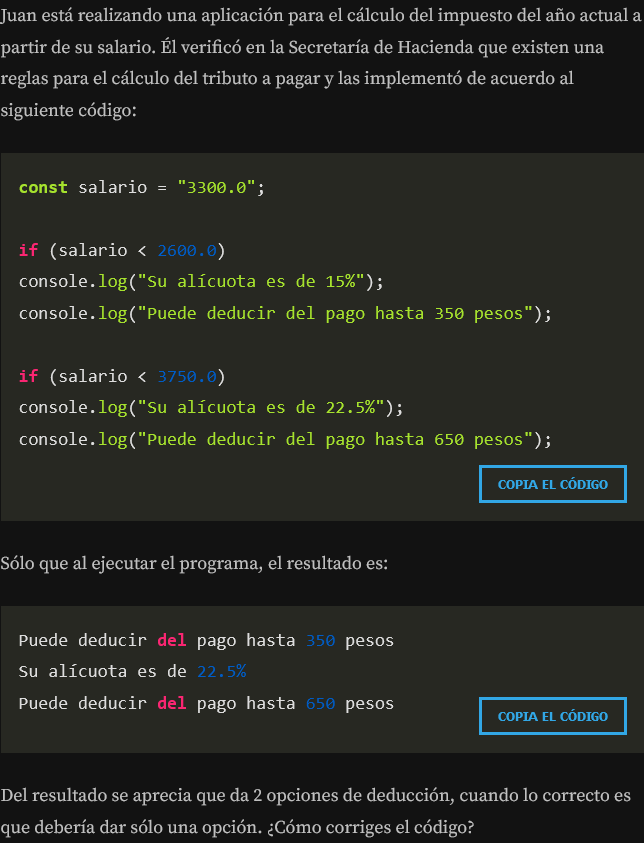 Juan está realizando una aplicación para el cálculo del impuesto del año actual a
partir de su salario. Él verificó en la Secretaría de Hacienda que existen una
reglas para el cálculo del tributo a pagar y las implementó de acuerdo al
siguiente código:
const salario = "3300.0";
if (salario < 2600.0)
console.log("Su alícuota es de 15%");
console.log("Puede deducir del pago hasta 350 pesos");
if (salario < 3750.0)
console.log("Su alícuota es de 22.5%");
console.log("Puede deducir del pago hasta 650 pesos");
COPIA EL CÓDIGO
Sólo que al ejecutar el programa, el resultado es:
Puede deducir del pago hasta 350 pesos
Su alícuota es de 22.5%
Puede deducir del pago hasta 650 pesos
COPIA EL CÓDIGO
Del resultado se aprecia que da 2 opciones de deducción, cuando lo correcto es
que debería dar sólo una opción. ¿Cómo corriges el código?